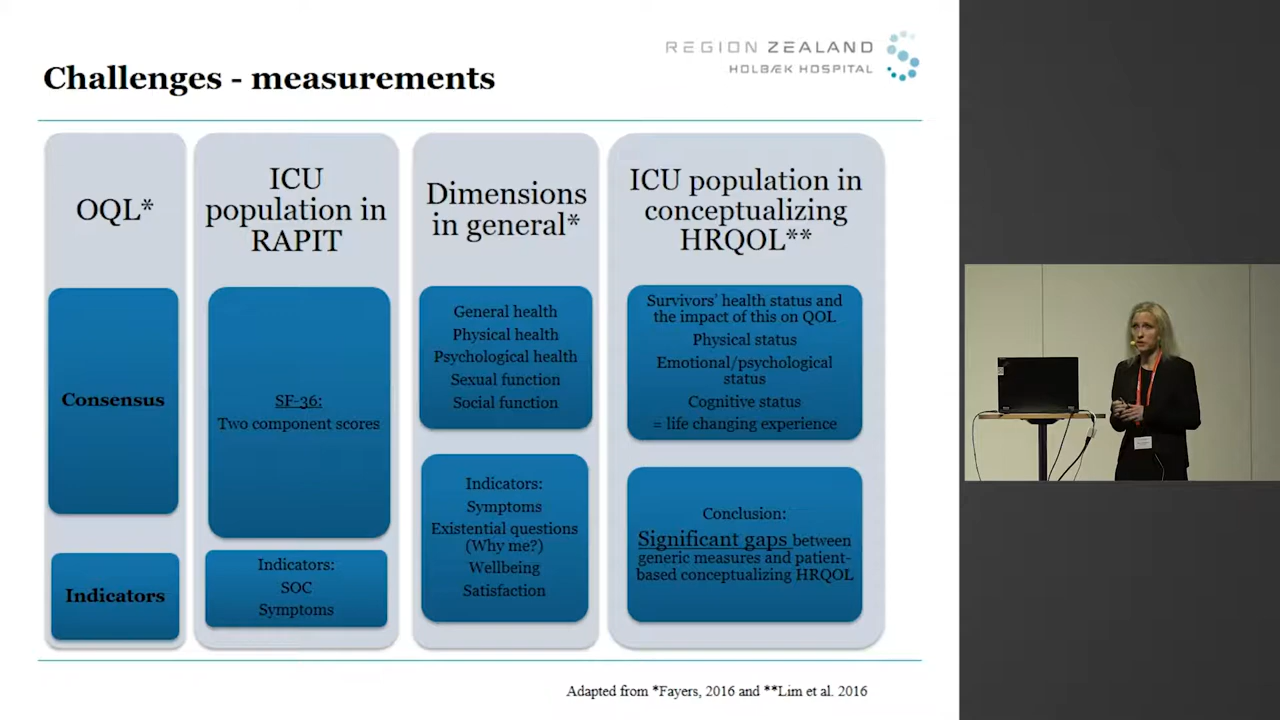 REGION ZEALAND
HOLBÆK HOSPITAL
Challenges - measurements
OQL*
Consensus
Indicators
ICU
population in
RAPIT
SF-36:
Two component scores
Indicators:
SOC
Symptoms
Dimensions
in general*
General health
Physical health
Psychological health
Sexual function
Social function
Indicators:
Symptoms
Existential questions
(Why me?)
Wellbeing
Satisfaction
ICU population in
conceptualizing
HRQOL**
Survivors' health status and
the impact of this on QOL
Physical status
Emotional/psychological
status
Cognitive status
= life changing experience
Conclusion:
Significant gaps between
generic measures and patient-
based conceptualizing HRQOL
Adapted from *Fayers, 2016 and **Lim et al. 2016